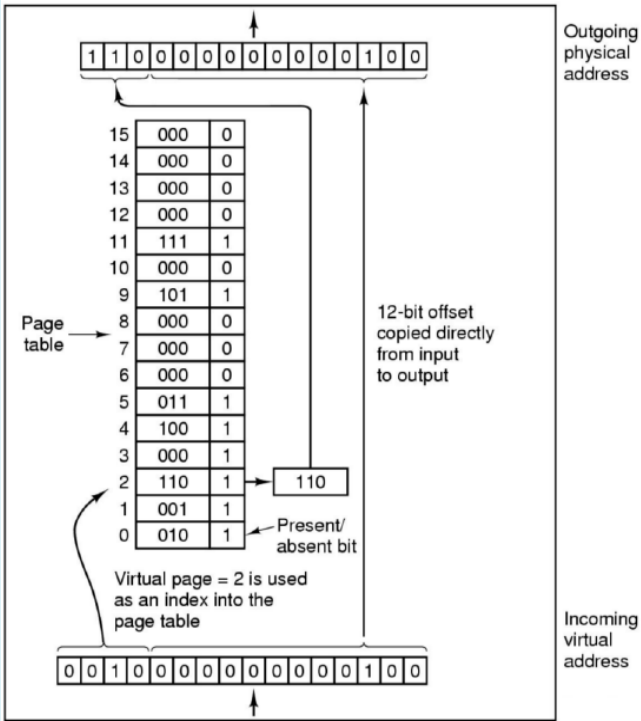 Outgoing
physical
address
1 1 0 0 0 0 0 0 0 0 0 0 1 0 0
15 000 0
14 000 0
13 000 0
12 000 0
11 111 1
10 000 0
9 101 1
8 000 0
7 000 0
6 000 0
5 011 1
4 100 1
3 000 1
2 110 1
1 001 1
0 010 1
Page
table
110
12-bit offset
copied directly
from input
to output
Present/
absent bit
Virtual page = 2 is used
as an index into the
page table
0 0 1 0 0 0 0 0 0 0 0 0 0 1 0 0
Incoming
virtual
address